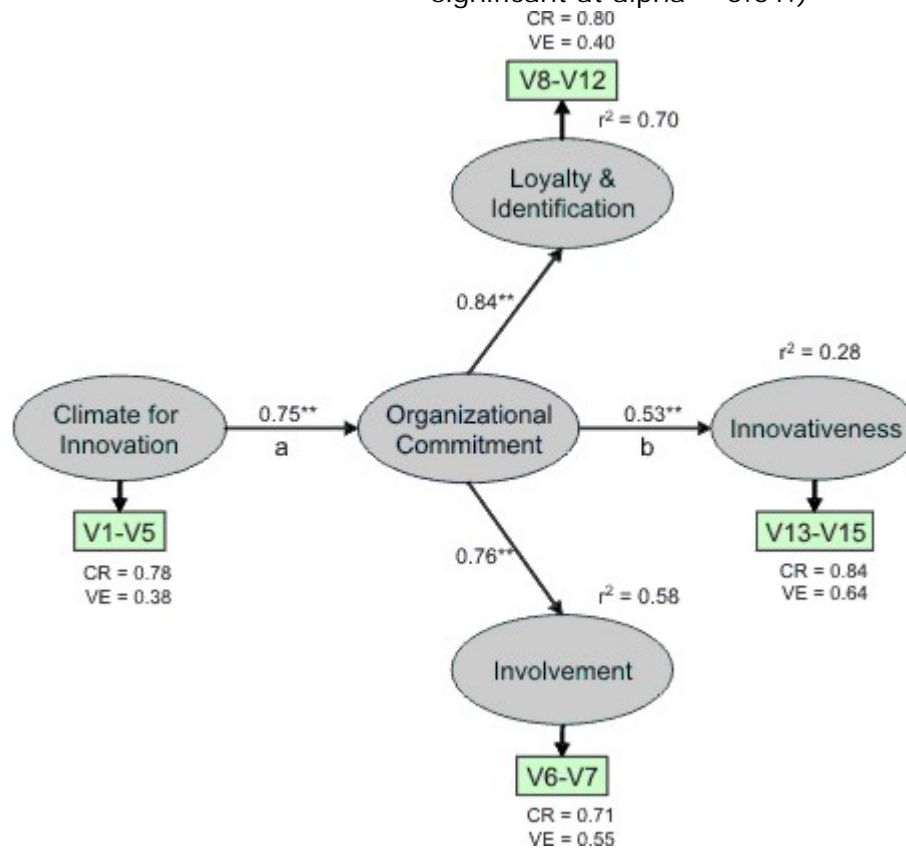 CR = 0.80
VE = 0.40
V8-V12
r² = 0.70
Loyalty &
Identification
0.84**
r² = 0.28
Climate for
Innovation
0.75**
a
Organizational
Commitment
0.53**
b
Innovativeness
V1-V5
CR = 0.78
VE = 0.38
V13-V15
CR = 0.84
VE = 0.64
0.76**
r² = 0.58
Involvement
V6-V7
CR = 0.71
VE = 0.55